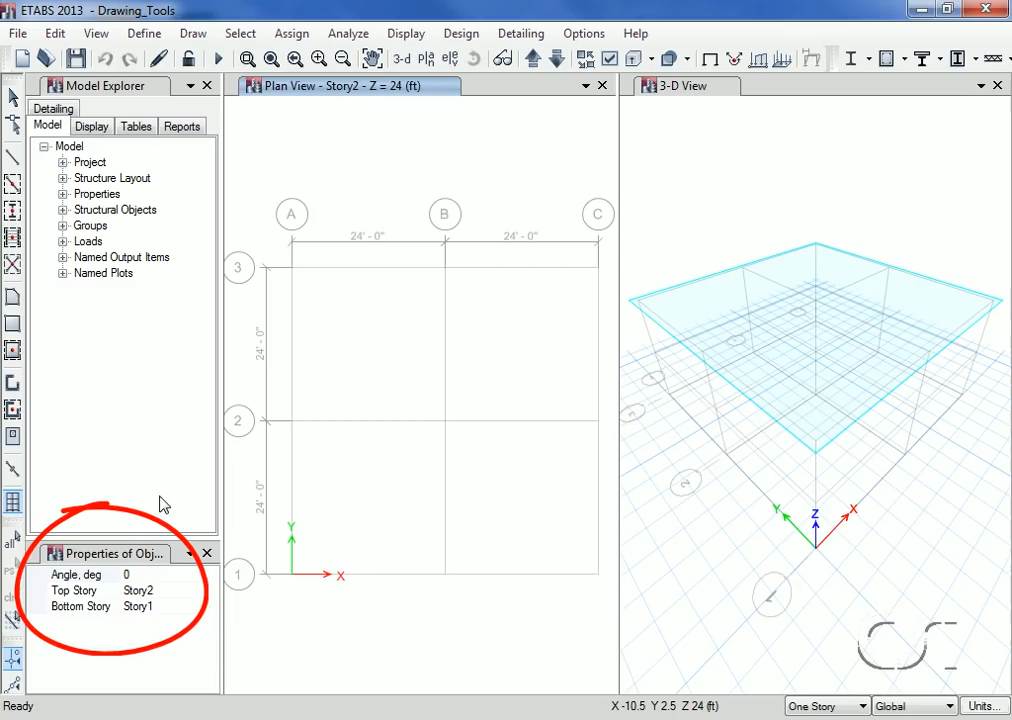 ETABS 2013 - Drawing_Tools
File Edit View Define Draw Select Assign Analyze Display Design Detailing Options Help
3-d
Model Explorer
Plan View - Story2 - Z = 24 (ft)
3-D View
Detailing
Model Display Tables Reports
Model
Project
Structure Layout
Properties
Structural Objects
Groups
Loads
Named Output Items
Named Plots
A B C
24' - 0" 24' - 0"
3
24' - 0"
2
24' - 0"
Y
1
X
Y Z X
2
1
all
Properties of Obj...
Angle, deg 0
Top Story Story2
Bottom Story Story1
CSI
Ready
X -10.5 Y 2.5 Z 24 (ft)
One Story
Global
Units...